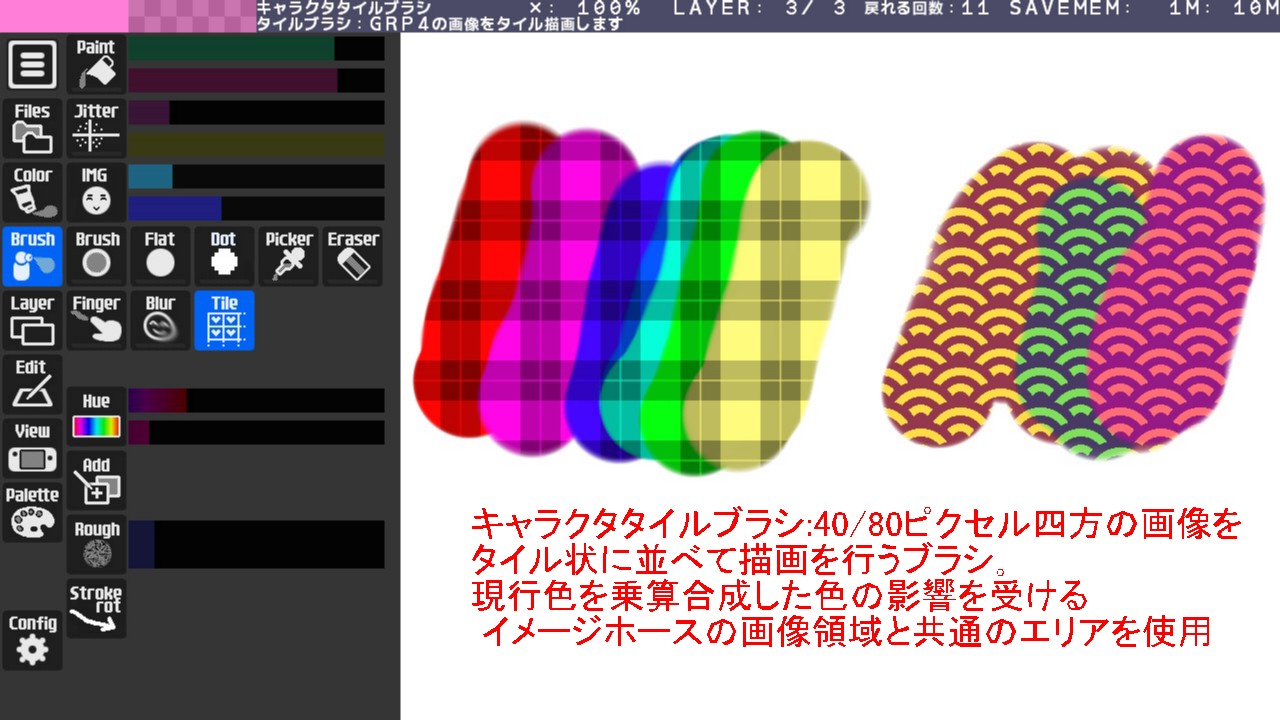 キャラクタタイルブラシ ×: 100% LAYER: 3/ 3 戻れる回数:11 SAVEMEM: 1M: 10M
タイルブラシ:GRP4の画像をタイル描画します
Paint
Files Jitter
Color IMG
Brush Brush Flat Dot Picker Eraser
Layer Finger Blur Tile
Edit
Hue
View
Add
Palette
Rough
Stroke
rot
Config
キャラクタタイルブラシ:40/80ピクセル四方の画像を
タイル状に並べて描画を行うブラシ。
現行色を乗算合成した色の影響を受ける
イメージホースの画像領域と共通のエリアを使用